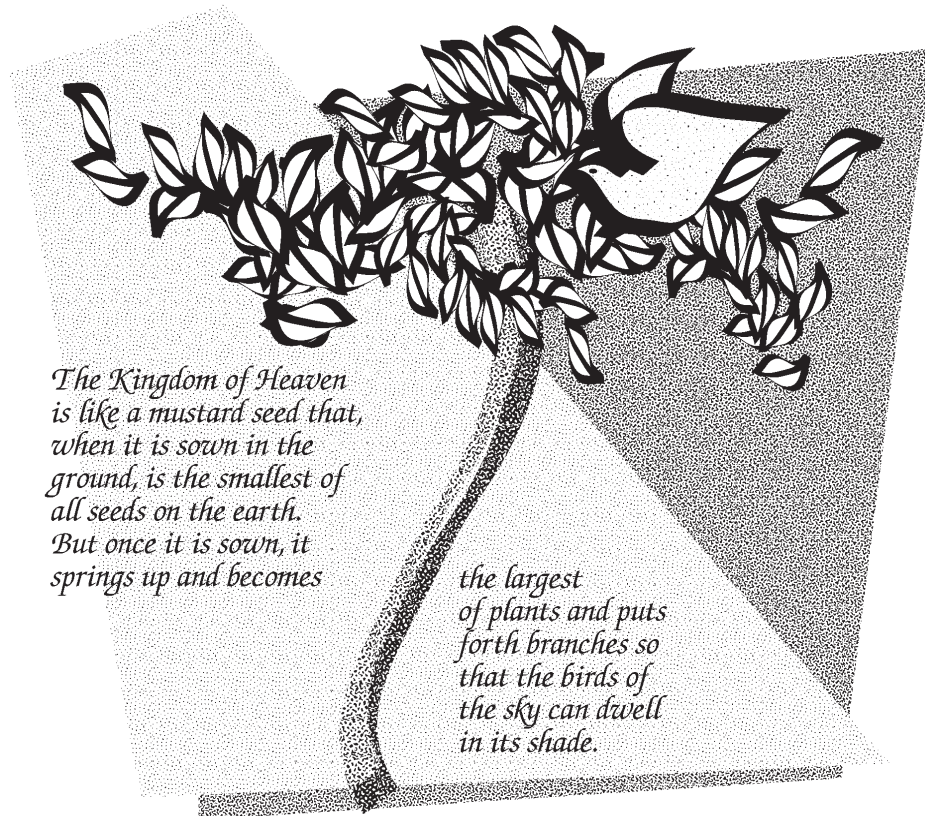 The Kingdom of Heaven
is like a mustard seed that,
when it is sown in the
ground, is the smallest of
all seeds on the earth.
But once it is sown, it
springs up and becomes
the largest
of plants and puts
forth branches so
that the birds of
the sky can dwell
in its shade.